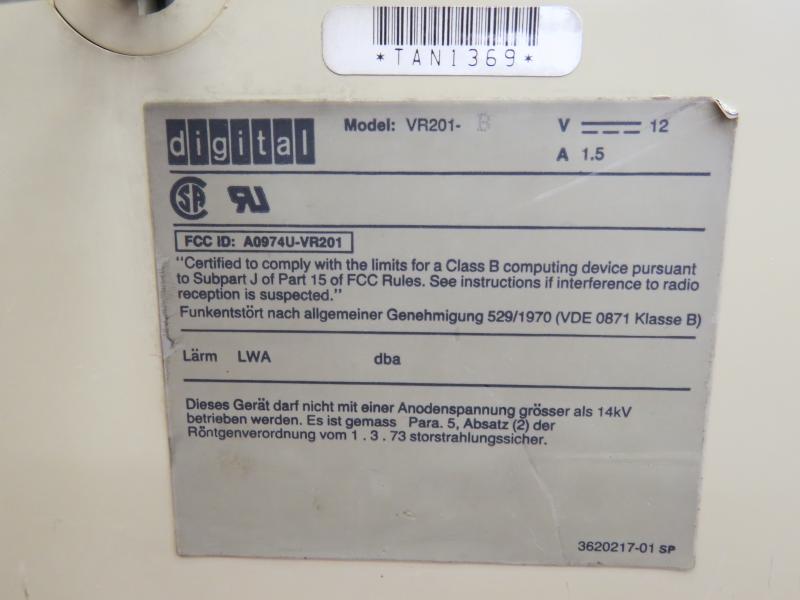 *TAN1369*
digital Model: VR201- B V 12
A 1.5
FCC ID: A0974U-VR201
"Certified to comply with the limits for a Class B computing device pursuant
to Subpart J of Part 15 of FCC Rules. See instructions if interference to radio
reception is suspected."
Funkentstört nach allgemeiner Genehmigung 529/1970 (VDE 0871 Klasse B)
Lärm LWA dba
Dieses Gerät darf nicht mit einer Anodenspannung grösser als 14kV
betrieben werden. Es ist gemass Para. 5, Absatz (2) der
Röntgenverordnung vom 1 . 3 . 73 storstrahlungssicher.
3620217-01 SP